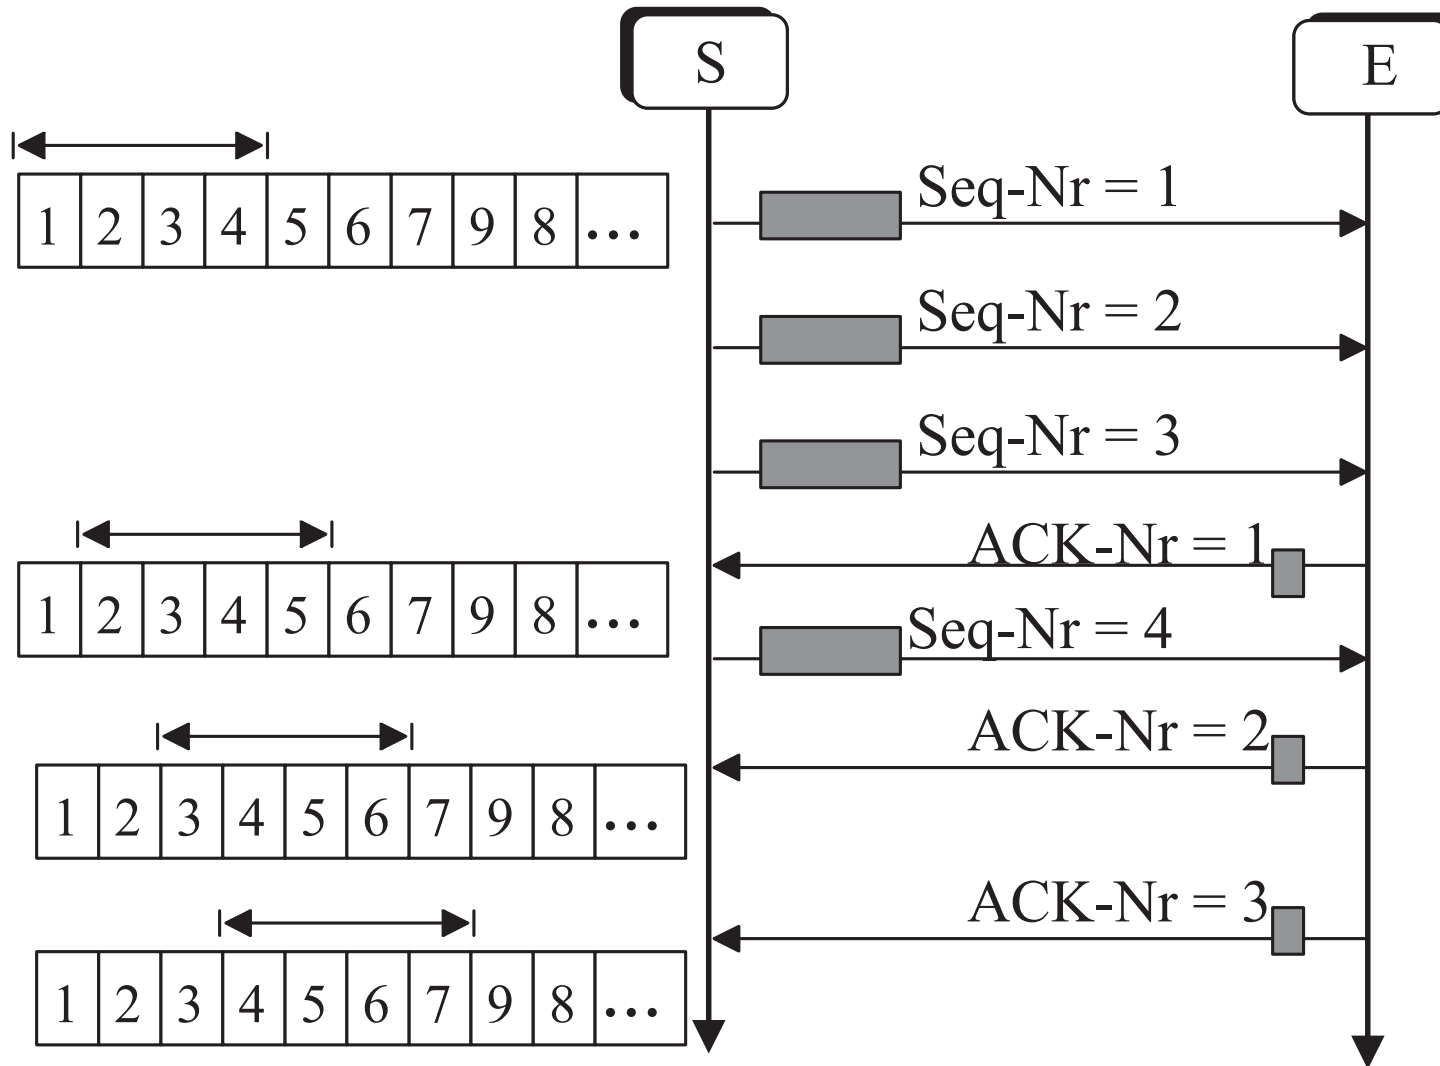 S
E
Seq-Nr = 1
1 2 3 4 5 6 7 9 8 ...
Seq-Nr = 2
Seq-Nr = 3
ACK-Nr = 1
1 2 3 4 5 6 7 9 8 ...
Seq-Nr = 4
ACK-Nr = 2
1 2 3 4 5 6 7 9 8 ...
ACK-Nr = 3
1 2 3 4 5 6 7 9 8 ...